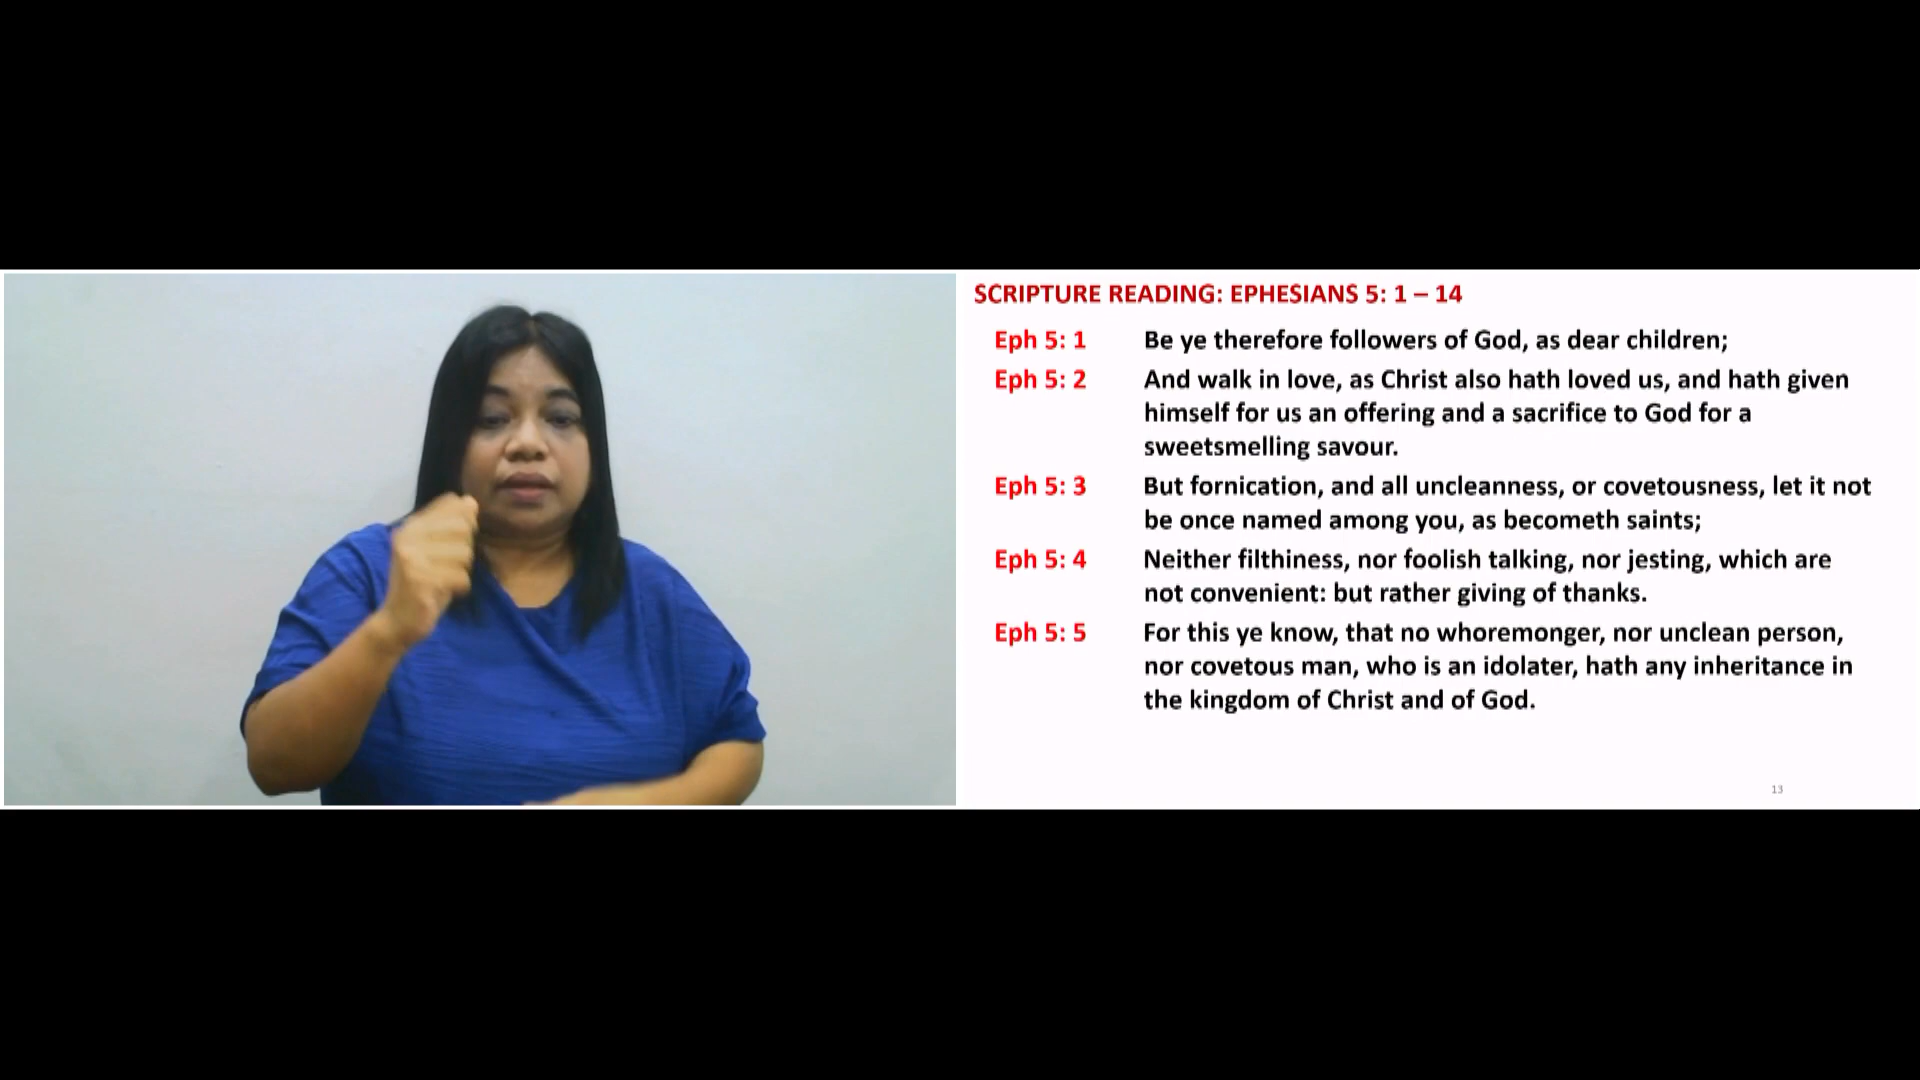 SCRIPTURE READING: EPHESIANS 5: 1 – 14
Eph 5: 1 Be ye therefore followers of God, as dear children;
Eph 5: 2 And walk in love, as Christ also hath loved us, and hath given
himself for us an offering and a sacrifice to God for a
sweetsmelling savour.
Eph 5: 3 But fornication, and all uncleanness, or covetousness, let it not
be once named among you, as becometh saints;
Eph 5: 4 Neither filthiness, nor foolish talking, nor jesting, which are
not convenient: but rather giving of thanks.
Eph 5: 5 For this ye know, that no whoremonger, nor unclean person,
nor covetous man, who is an idolater, hath any inheritance in
the kingdom of Christ and of God.
13